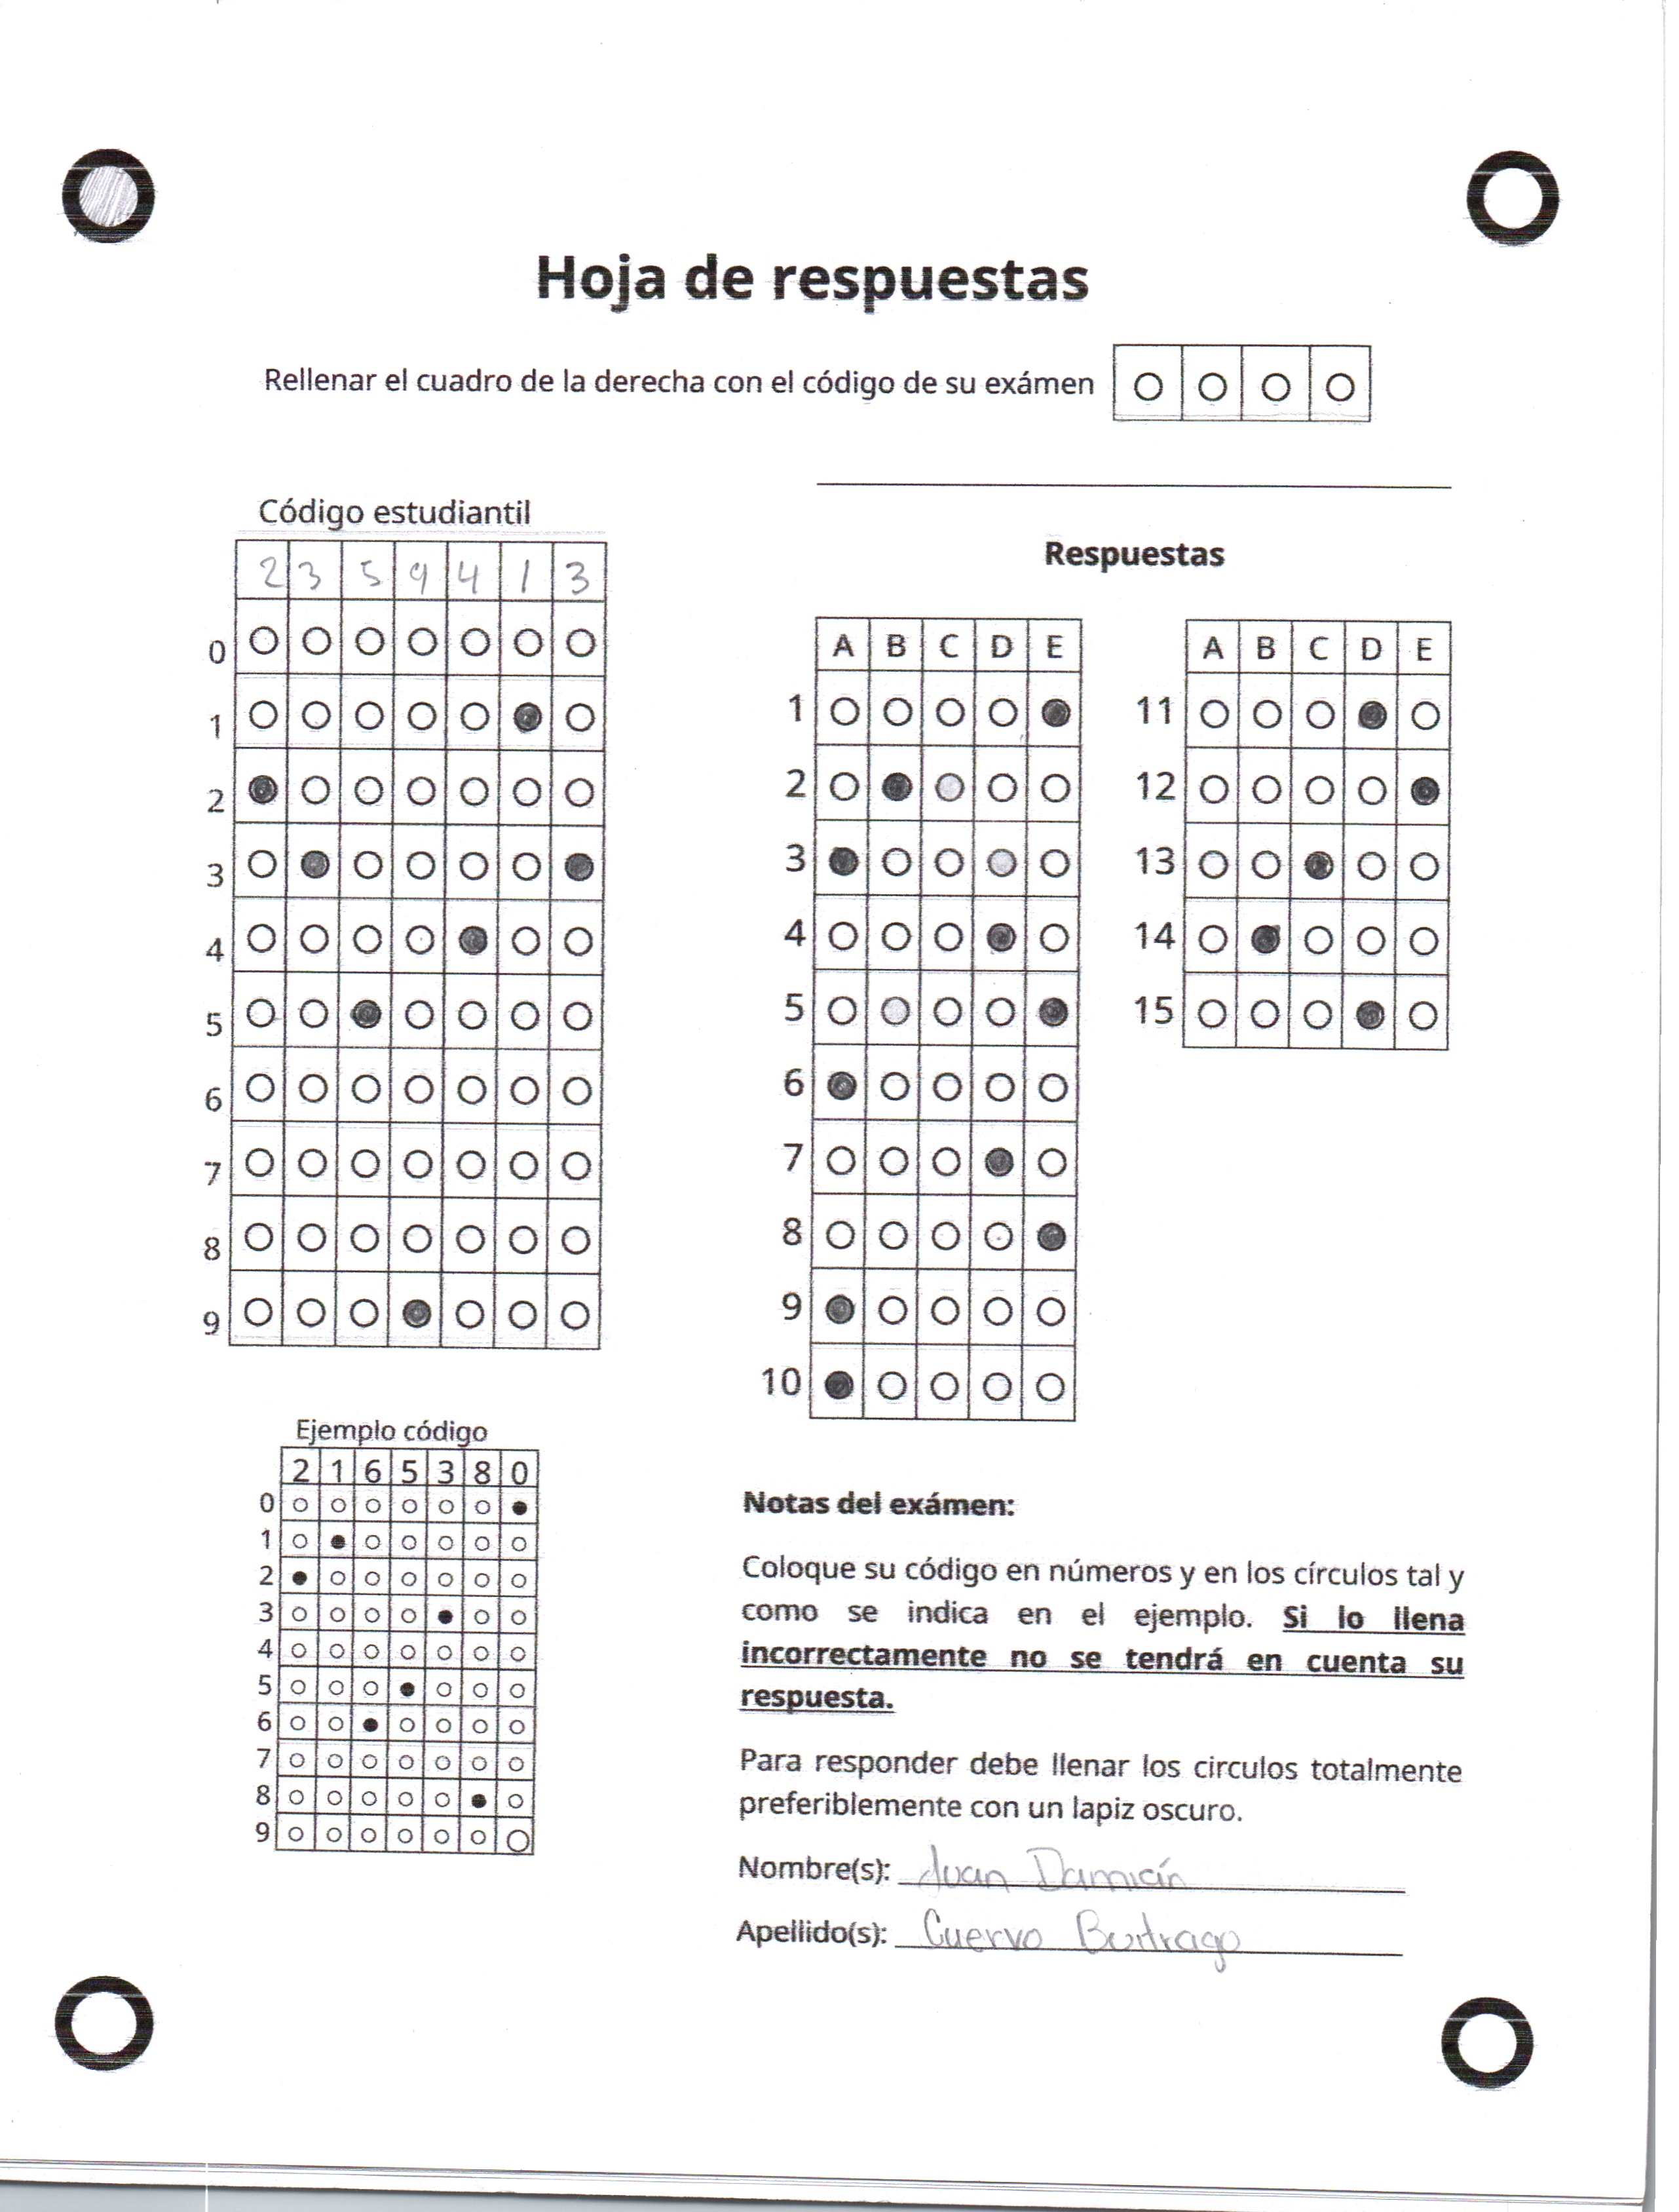 Hoja de respuestas
Rellenar el cuadro de la derecha con el código de su exámen
Código estudiantil
2 3 5 9 4 1 3
0
1
2
3
4
5
6
7
8
9
Respuestas
A B C D E
1
2
3
4
5
6
7
8
9
10
A B C D E
11
12
13
14
15
Ejemplo código
2 1 6 5 3 8 0
0
1
2
3
4
5
6
7
8
9
Notas del exámen:
Coloque su código en números y en los círculos tal y
como se indica en el ejemplo. Si lo llena
incorrectamente no se tendrá en cuenta su
respuesta.
Para responder debe llenar los circulos totalmente
preferiblemente con un lapiz oscuro.
Nombre(s): Juan Damián
Apellido(s): Cuervo Buitrago